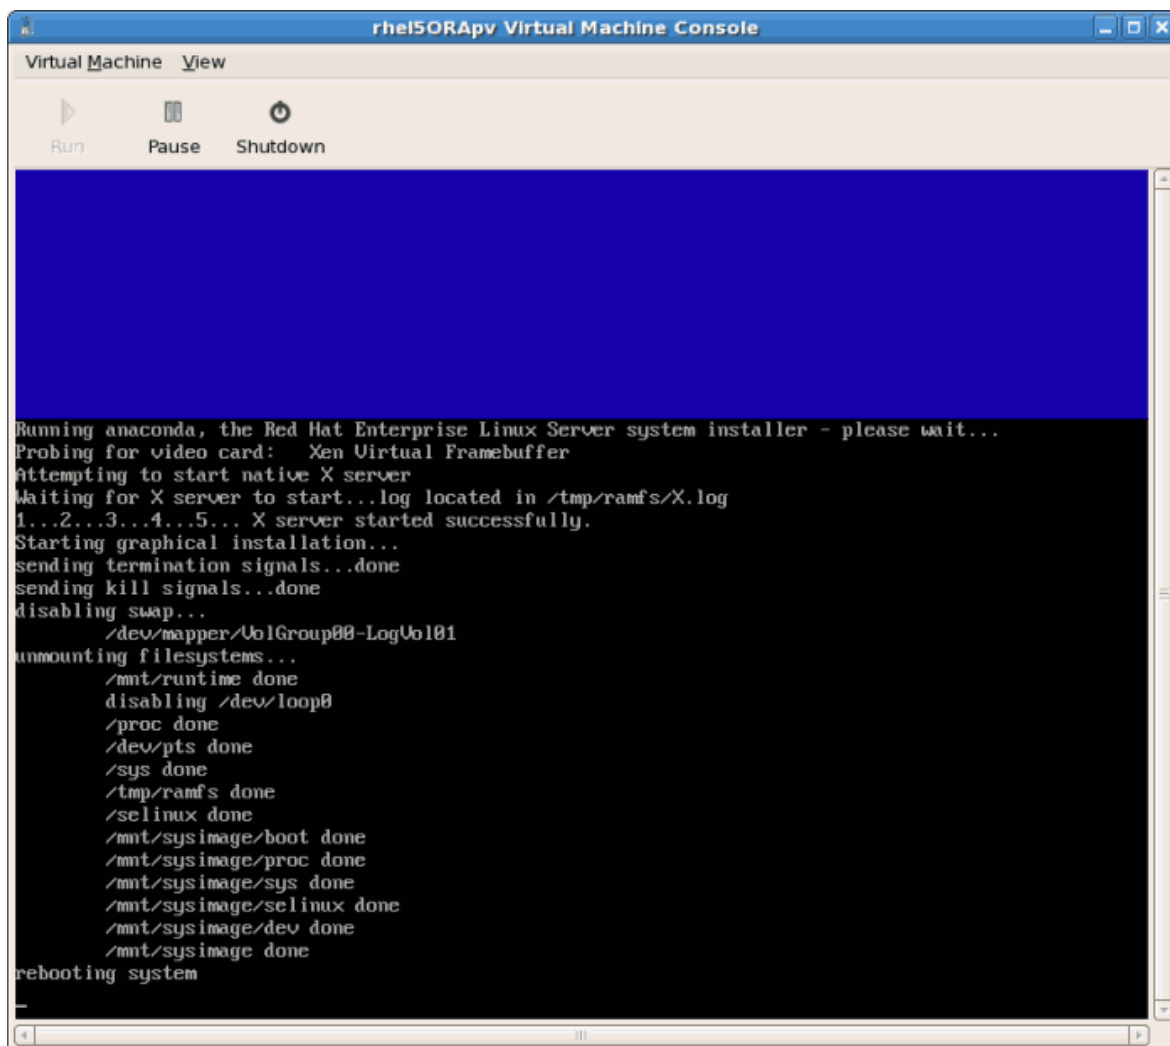 rhel5ORApv Virtual Machine Console
Virtual Machine View
Run Pause Shutdown
Running anaconda, the Red Hat Enterprise Linux Server system installer - please wait...
Probing for video card:   Xen Virtual Framebuffer
Attempting to start native X server
Waiting for X server to start...log located in /tmp/ramfs/X.log
1...2...3...4...5... X server started successfully.
Starting graphical installation...
sending termination signals...done
sending kill signals...done
disabling swap...
/dev/mapper/VolGroup00-LogVol01
unmounting filesystems...
/mnt/runtime done
disabling /dev/loop0
/proc done
/dev/pts done
/sys done
/tmp/ramfs done
/selinux done
/mnt/sysimage/boot done
/mnt/sysimage/proc done
/mnt/sysimage/sys done
/mnt/sysimage/selinux done
/mnt/sysimage/dev done
/mnt/sysimage done
rebooting system